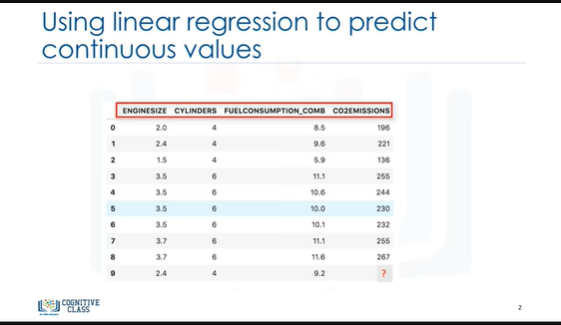 Using linear regression to predict
continuous values
ENGINESIZE CYLINDERS FUELCONSUMPTION_COMB CO2EMISSIONS
0 2.0 4 8.5 196
1 2.4 4 9.6 221
2 1.5 4 5.9 136
3 3.5 6 11.1 255
4 3.5 6 10.6 244
5 3.5 6 10.0 230
6 3.5 6 10.1 232
7 3.7 6 11.1 255
8 3.7 6 11.6 267
9 2.4 4 9.2 ?
COGNITIVE
CLASS
2